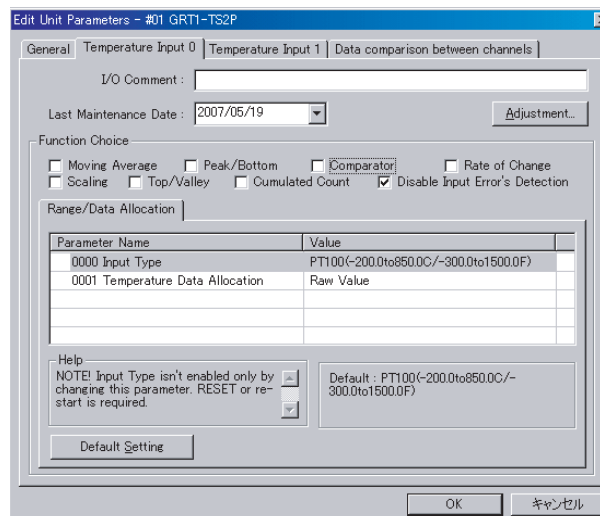 Edit Unit Parameters - #01 GRT1-TS2P
General Temperature Input 0 Temperature Input 1 Data comparison between channels
I/O Comment :
Last Maintenance Date : 2007/05/19 Adjustment...
Function Choice
Moving Average Peak/Bottom Comparator Rate of Change
Scaling Top/Valley Cumulated Count Disable Input Error's Detection
Range/Data Allocation
Parameter Name Value
0000 Input Type PT100(-200.0to850.0C/-300.0to1500.0F)
0001 Temperature Data Allocation Raw Value
Help
NOTE! Input Type isn't enabled only by
changing this parameter. RESET or re-
start is required.
Default : PT100(-200.0to850.0C/-
300.0to1500.0F)
Default Setting
OK キャンセル